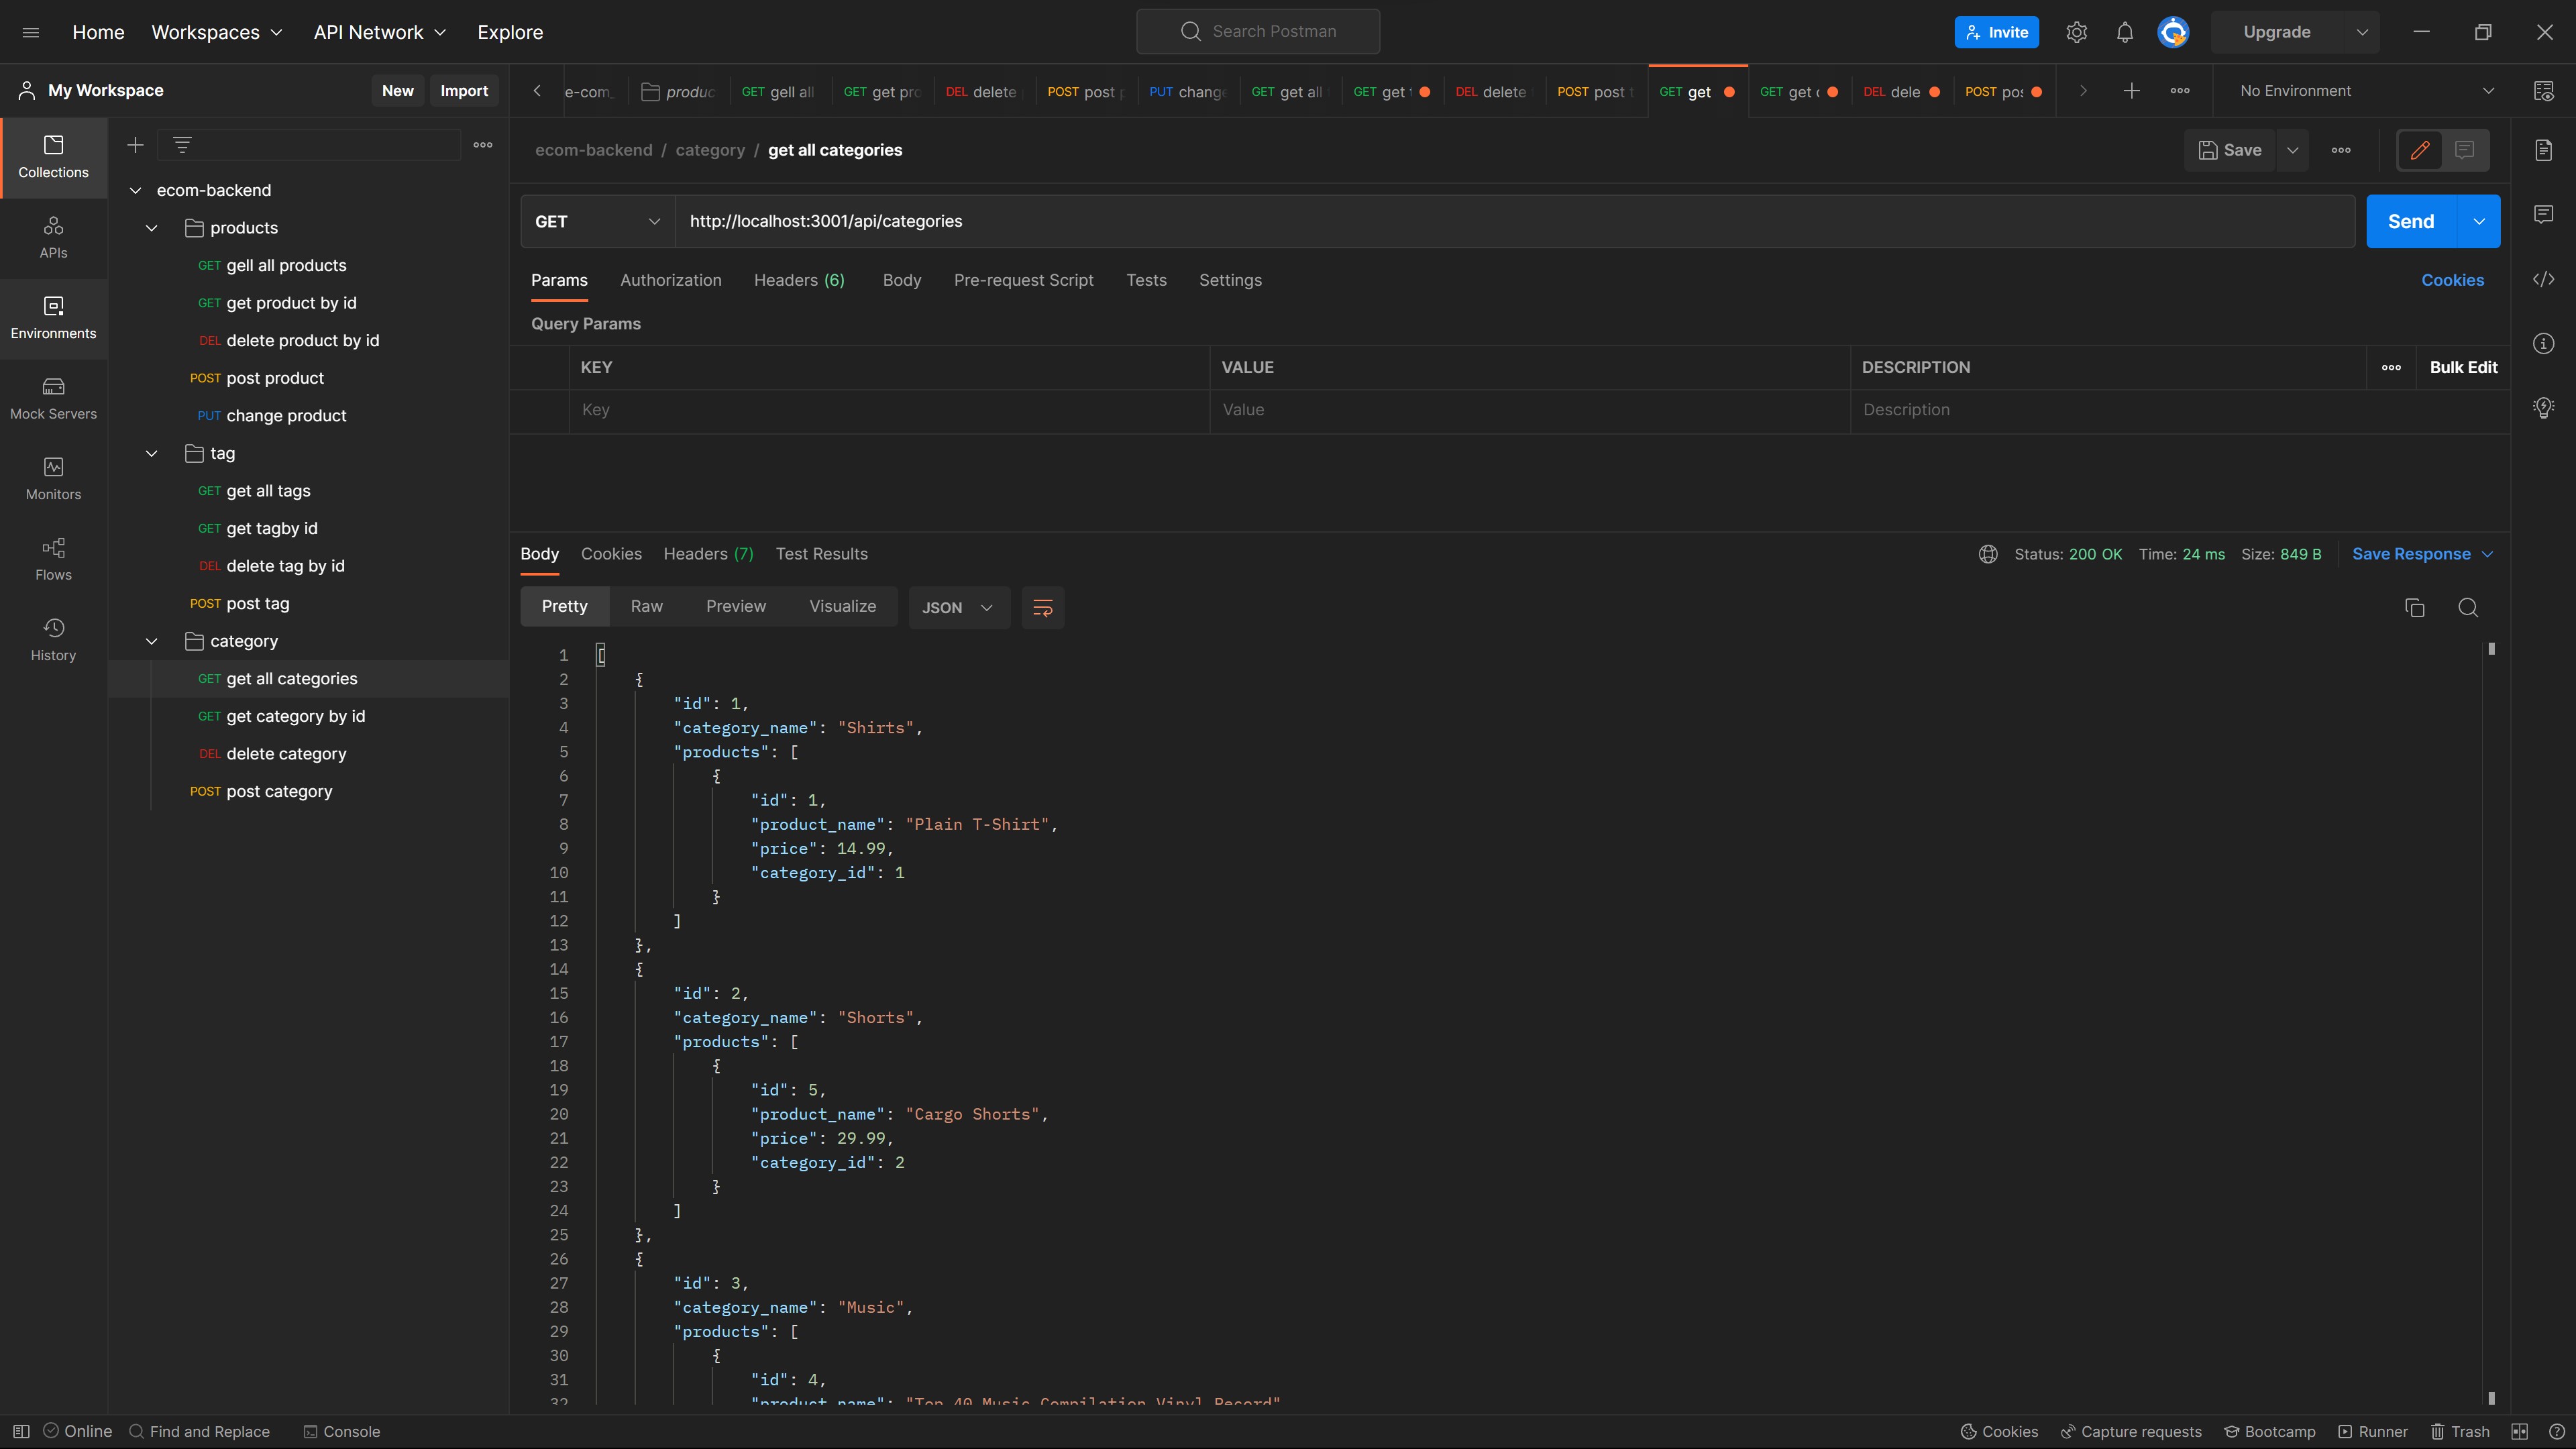 Home Workspaces API Network Explore Search Postman Invite Upgrade
My Workspace New Import
e-com_ produc GET gell all GET get pro DEL delete POST post p PUT change GET get all GET get DEL delete POST post t GET get GET get DEL dele POST pos No Environment
Collections
APIs
Environments
Mock Servers
Monitors
Flows
History
ecom-backend
products
GET gell all products
GET get product by id
DEL delete product by id
POST post product
PUT change product
tag
GET get all tags
GET get tagby id
DEL delete tag by id
POST post tag
category
GET get all categories
GET get category by id
DEL delete category
POST post category
ecom-backend / category / get all categories Save
GET http://localhost:3001/api/categories Send
Params Authorization Headers (6) Body Pre-request Script Tests Settings Cookies
Query Params
KEY VALUE DESCRIPTION Bulk Edit
Key Value Description
Body Cookies Headers (7) Test Results Status: 200 OK Time: 24 ms Size: 849 B Save Response
Pretty Raw Preview Visualize JSON
1 [
2 {
3 "id": 1,
4 "category_name": "Shirts",
5 "products": [
6 {
7 "id": 1,
8 "product_name": "Plain T-Shirt",
9 "price": 14.99,
10 "category_id": 1
11 }
12 ]
13 },
14 {
15 "id": 2,
16 "category_name": "Shorts",
17 "products": [
18 {
19 "id": 5,
20 "product_name": "Cargo Shorts",
21 "price": 29.99,
22 "category_id": 2
23 }
24 ]
25 },
26 {
27 "id": 3,
28 "category_name": "Music",
29 "products": [
30 {
31 "id": 4,
32 "product_name": "Top 40 Music Compilation Vinyl Record"
Online Find and Replace Console Cookies Capture requests Bootcamp Runner Trash